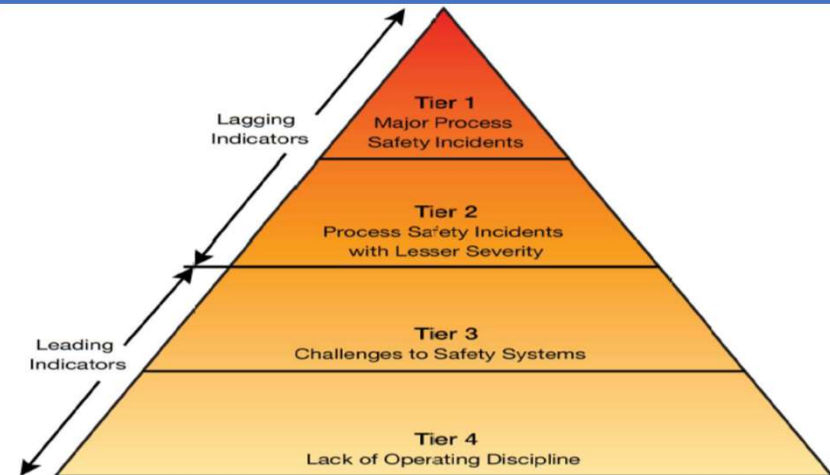 Tier 1
Major Process
Safety Incidents
Lagging
Indicators
Tier 2
Process Safety Incidents
with Lesser Severity
Tier 3
Challenges to Safety Systems
Leading
Indicators
Tier 4
Lack of Operating Discipline